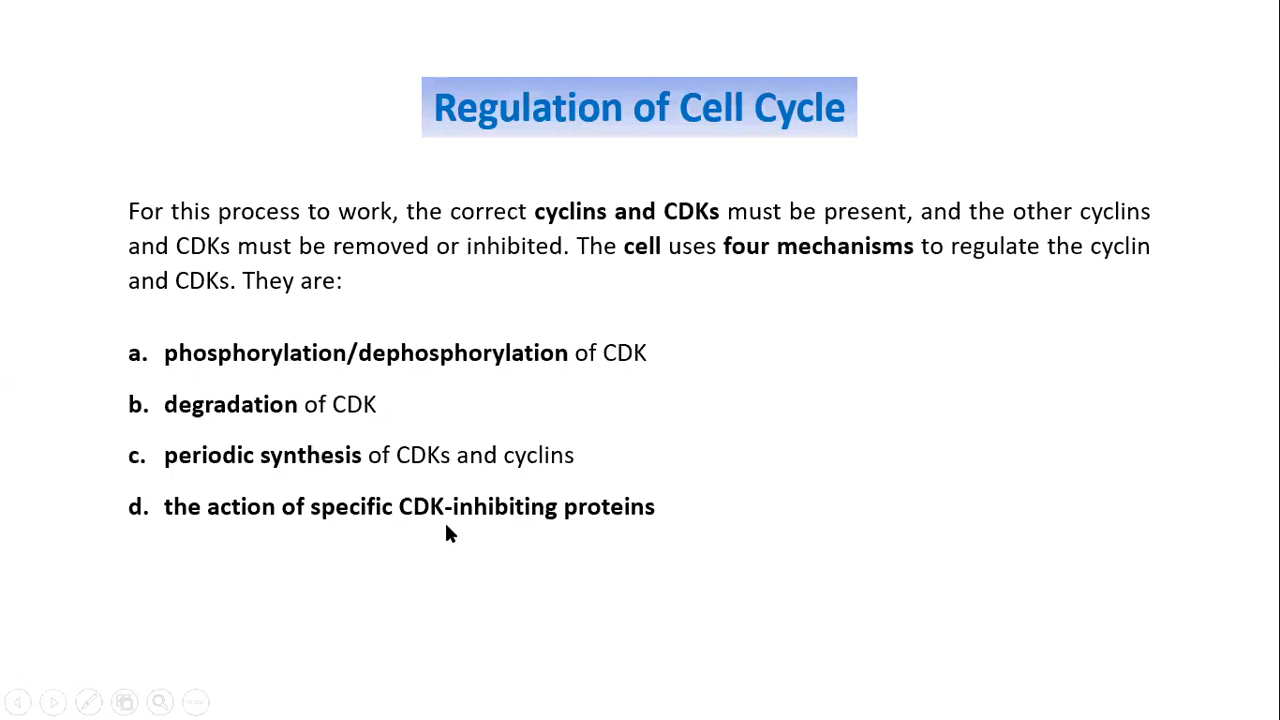 Regulation of Cell Cycle
For this process to work, the correct cyclins and CDKs must be present, and the other cyclins
and CDKs must be removed or inhibited. The cell uses four mechanisms to regulate the cyclin
and CDKs. They are:
a. phosphorylation/dephosphorylation of CDK
b. degradation of CDK
c. periodic synthesis of CDKs and cyclins
d. the action of specific CDK-inhibiting proteins